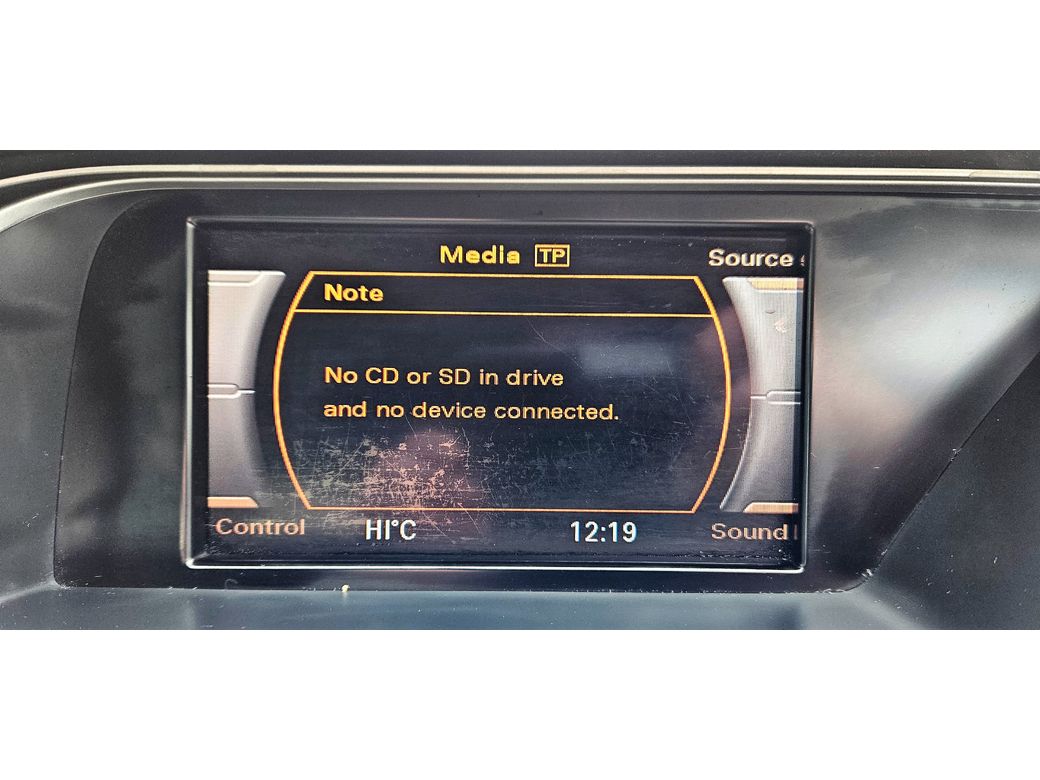 Media TP
Source
Note
No CD or SD in drive
and no device connected.
Control
HI°C
12:19
Sound